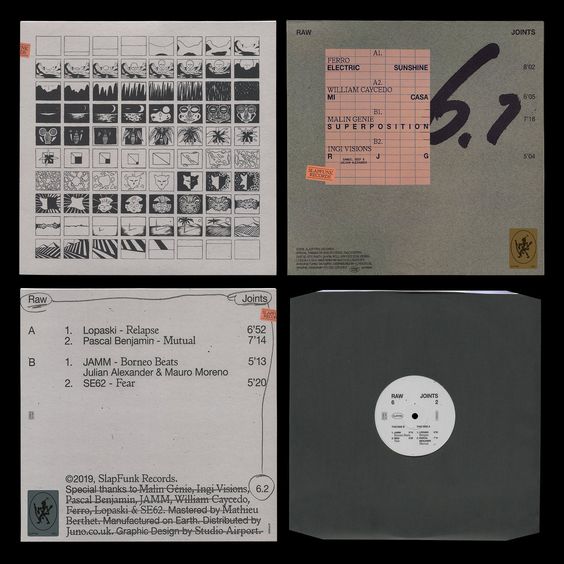 RAW JOINTS
A1.
FERRO
ELECTRIC SUNSHINE 8'02
A2.
WILLIAM CAYCEDO
MI CASA 6'05
B1.
MALIN GENIE
SUPERPOSITION 7'16
B2.
INGI VISIONS
R J G 5'04
6.1
SLAPFUNK
RECORDS
Raw Joints
A 1. Lopaski - Relapse 6'52
2. Pascal Benjamin - Mutual 7'14
B 1. JAMM - Borneo Beats 5'13
Julian Alexander & Mauro Moreno
2. SE62 - Fear 5'20
©2019, SlapFunk Records.
Special thanks to Malin Génie, Ingi Visions,
Pascal Benjamin, JAMM, William Caycedo,
Ferro, Lopaski & SE62. Mastered by Mathieu
Berthet. Manufactured on Earth. Distributed by
Juno.co.uk. Graphic Design by Studio Airport.
6.2
RAW JOINTS
6 2